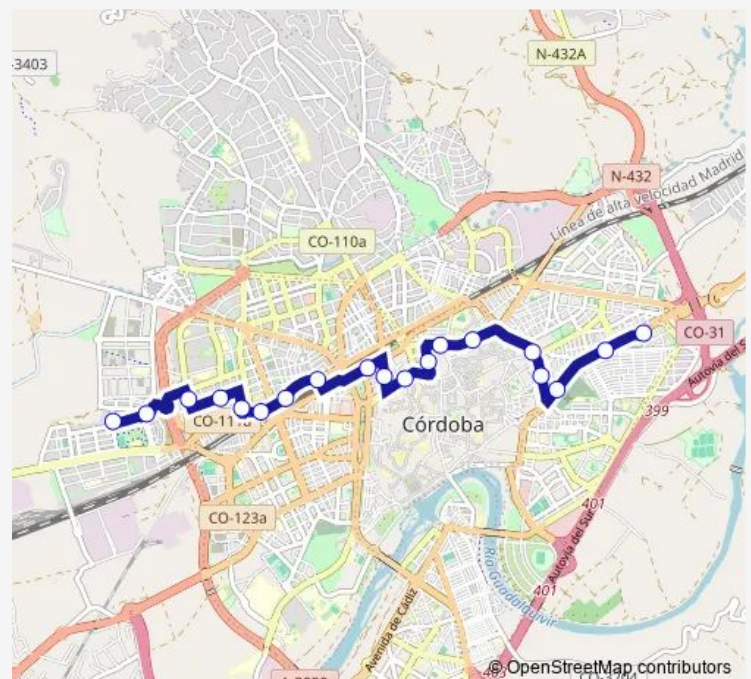 -3403
N-432A
N-432
Línea de alta velocidad Madrid
CO-110a
CO-31
Autovía del S
399
Córdoba
CO-123a
401
Autovía del Sur
Río Guadalquivir
401
Avenida de Cádiz
© OpenStreetMap contributors